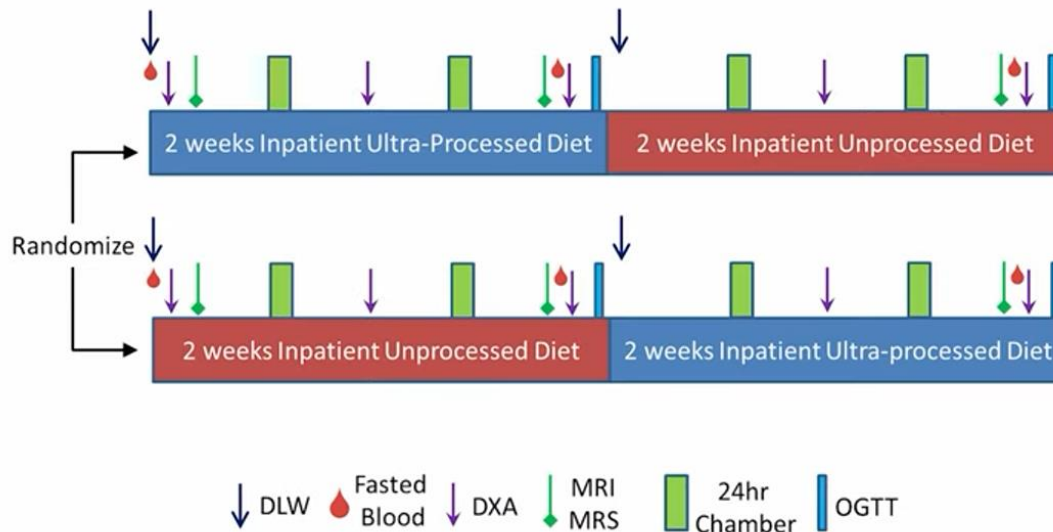 2 weeks Inpatient Ultra-Processed Diet
2 weeks Inpatient Unprocessed Diet
Randomize
2 weeks Inpatient Unprocessed Diet
2 weeks Inpatient Ultra-processed Diet
DLW
Fasted
Blood
DXA
MRI
MRS
24hr
Chamber
OGTT